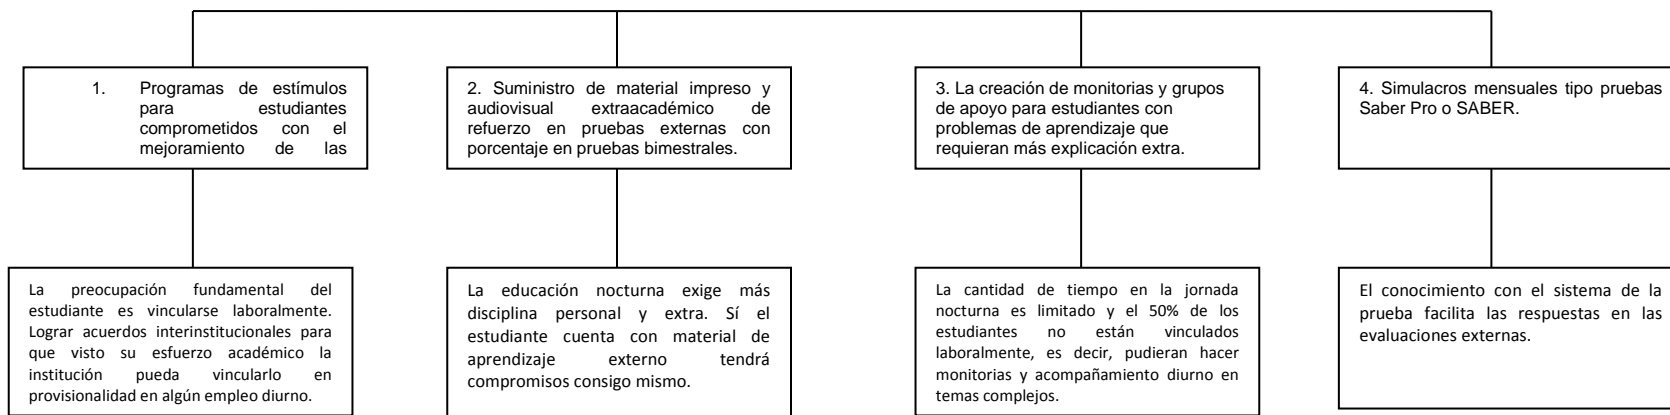 1. Programas de estímulos
para estudiantes
comprometidos con el
mejoramiento de las
2. Suministro de material impreso y
audiovisual extraacadémico de
refuerzo en pruebas externas con
porcentaje en pruebas bimestrales.
3. La creación de monitorias y grupos
de apoyo para estudiantes con
problemas de aprendizaje que
requieran más explicación extra.
4. Simulacros mensuales tipo pruebas
Saber Pro o SABER.
La preocupación fundamental del
estudiante es vincularse laboralmente.
Lograr acuerdos interinstitucionales para
que visto su esfuerzo académico la
institución pueda vincularlo en
provisionalidad en algún empleo diurno.
La educación nocturna exige más
disciplina personal y extra. Sí el
estudiante cuenta con material de
aprendizaje externo tendrá
compromisos consigo mismo.
La cantidad de tiempo en la jornada
nocturna es limitado y el 50% de los
estudiantes no están vinculados
laboralmente, es decir, pudieran hacer
monitorias y acompañamiento diurno en
temas complejos.
El conocimiento con el sistema de la
prueba facilita las respuestas en las
evaluaciones externas.